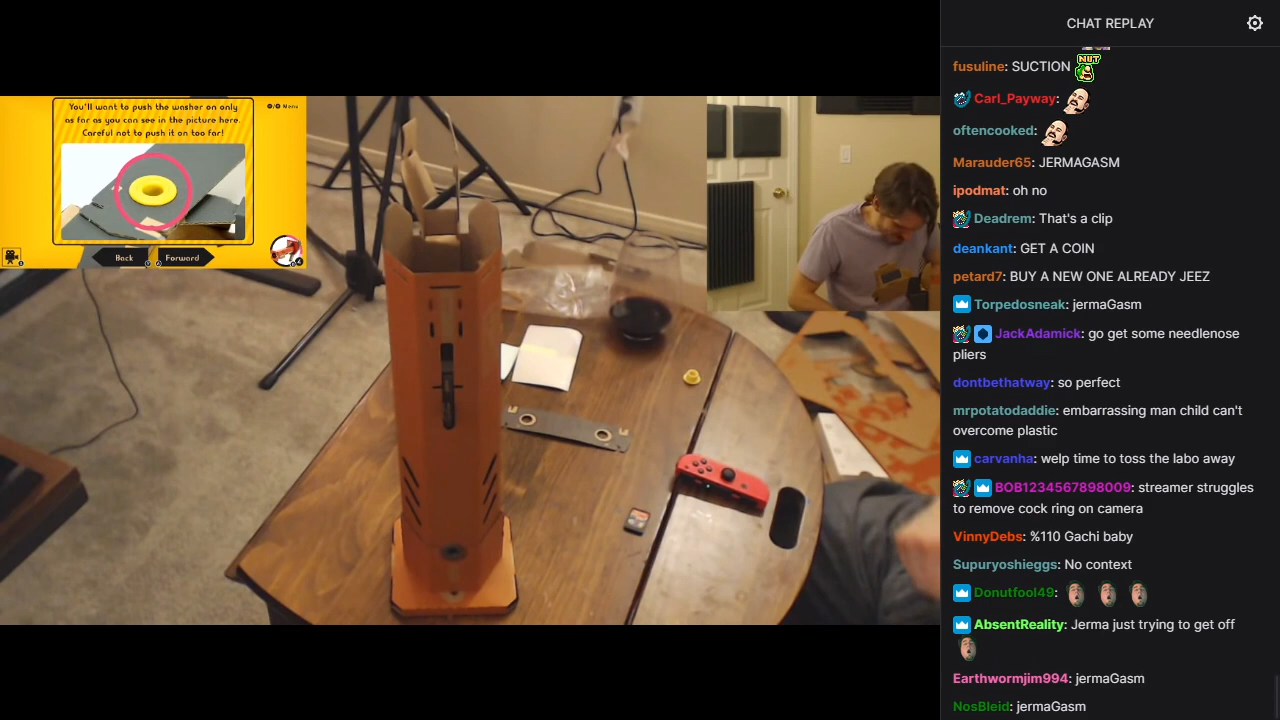 You'll want to push the washer on only
as far as you can see in the picture here.
Careful not to push it on too far!
Menu
Back
Forward
CHAT REPLAY
fusuline: SUCTION
NUT
Carl_Payway:
oftencooked:
Marauder65: JERMAGASM
ipodmat: oh no
Deadrem: That's a clip
deankant: GET A COIN
petard7: BUY A NEW ONE ALREADY JEEZ
Torpedosneak: jermaGasm
JackAdamick: go get some needlenose
pliers
dontbethatway: so perfect
mrpotatodaddie: embarrassing man child can't
overcome plastic
carvanha: welp time to toss the labo away
BOB1234567898009: streamer struggles
to remove cock ring on camera
VinnyDebs: %110 Gachi baby
Supuryoshieggs: No context
Donutfool49:
AbsentReality: Jerma just trying to get off
Earthwormjim994: jermaGasm
NosBleid: jermaGasm